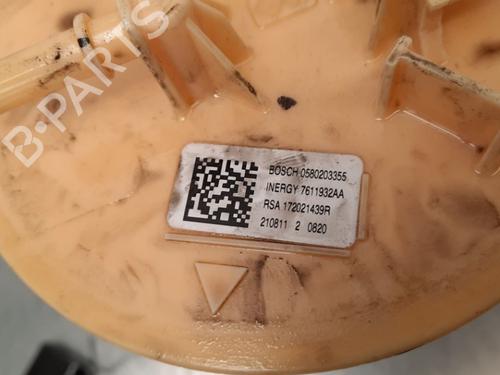 B-PARTS
BOSCH 0580203355
INERGY 7611932AA
RSA 172021439R
210811 2 0820